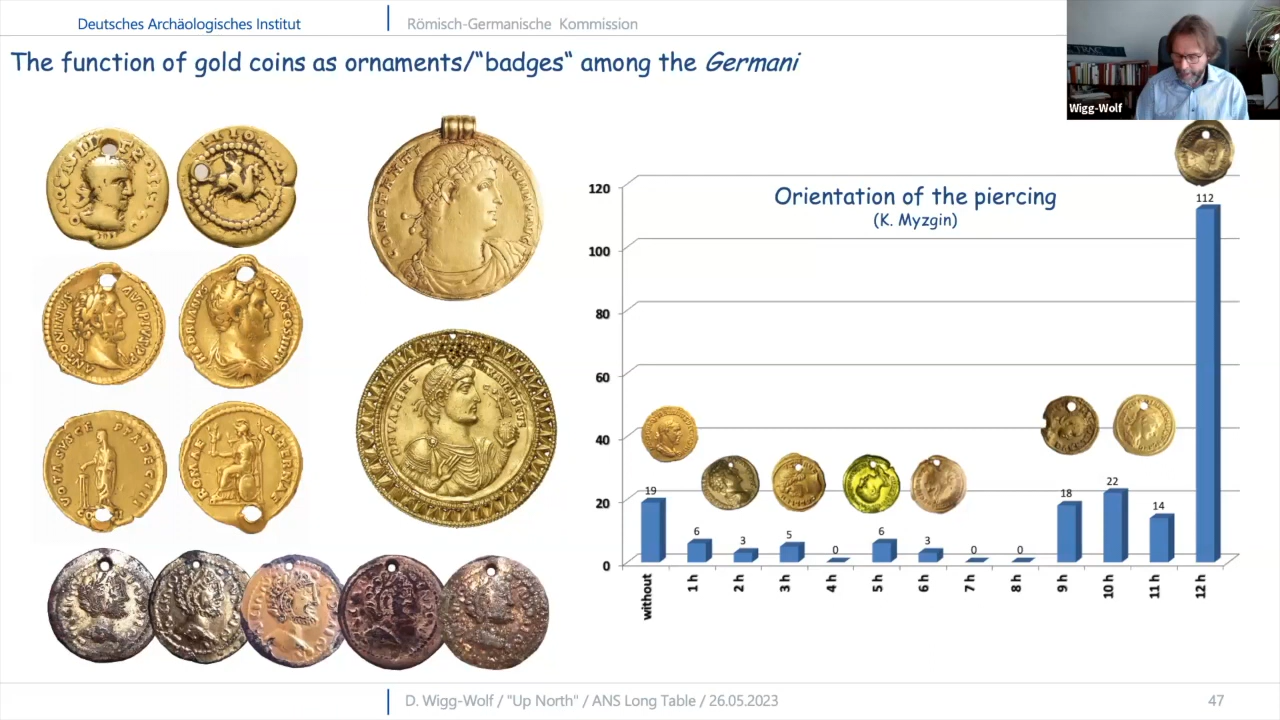 Deutsches Archäologisches Institut
Römisch-Germanische Kommission
The function of gold coins as ornaments/“badges“ among the Germani
Wigg-Wolf
Orientation of the piercing
(K. Myzgin)
120
100
80
60
40
20
0
19
6
3
5
0
6
3
0
0
18
22
14
112
without
1 h
2 h
3 h
4 h
5 h
6 h
7 h
8 h
9 h
10 h
11 h
12 h
D. Wigg-Wolf / "Up North" / ANS Long Table / 26.05.2023
47